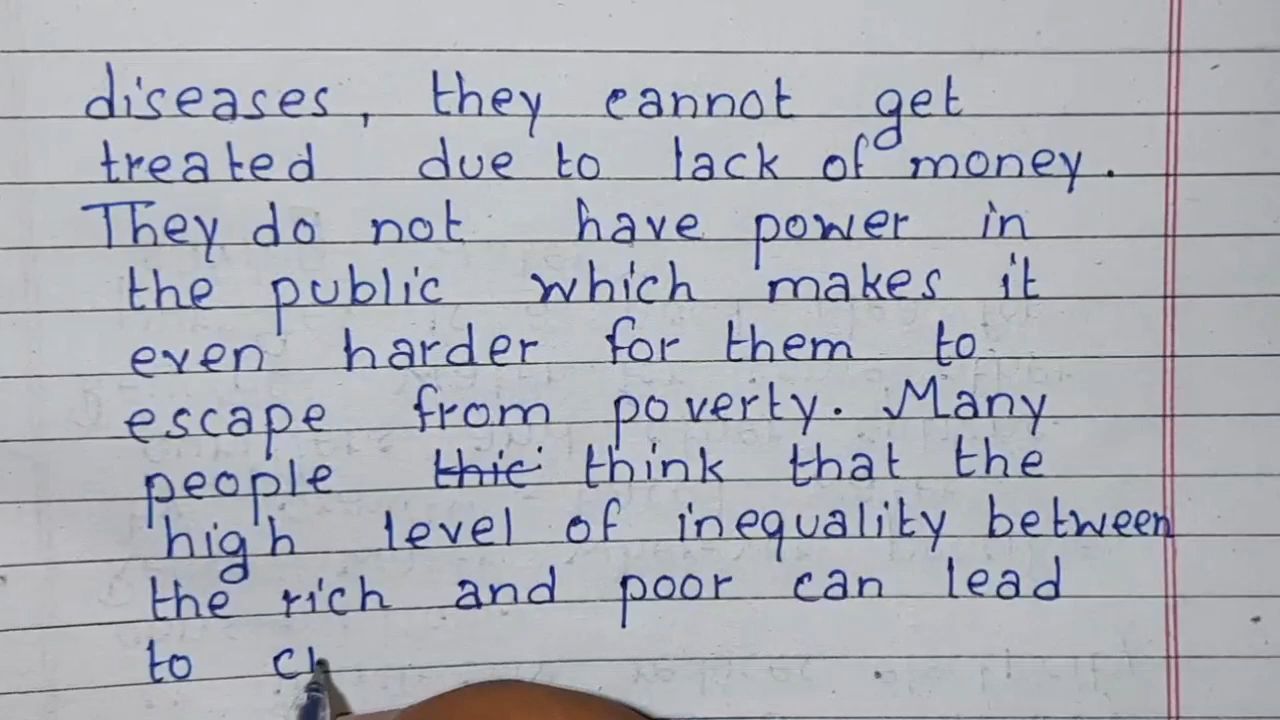 diseases, they cannot get
treated due to lack of money.
They do not have power in
the public which makes it
even harder for them to
escape from poverty. Many
people thic think that the
high level of inequality between
the rich and poor can lead
to